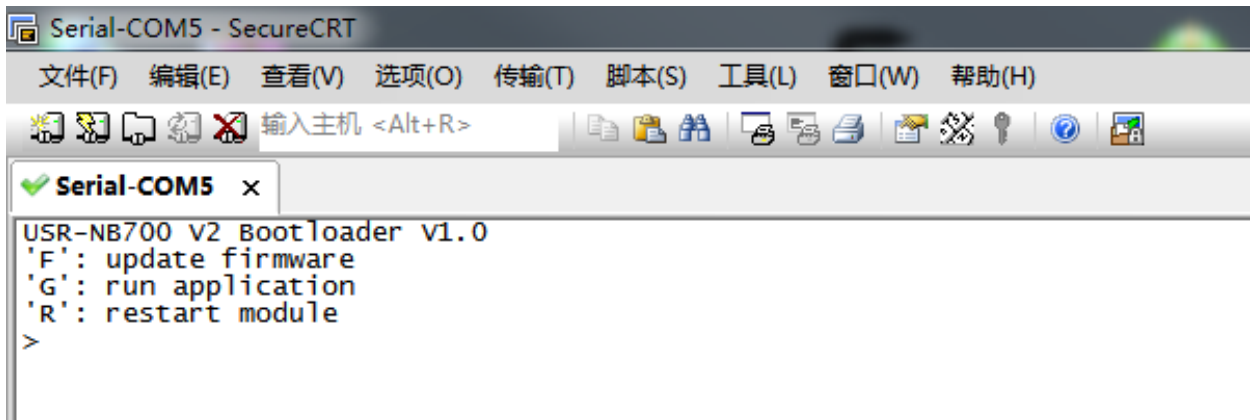 Serial-COM5 - SecureCRT
文件(F) 编辑(E) 查看(V) 选项(O) 传输(T) 脚本(S) 工具(L) 窗口(W) 帮助(H)
输入主机 <Alt+R>
Serial-COM5 x
USR-NB700 V2 Bootloader V1.0
'F': update firmware
'G': run application
'R': restart module
>